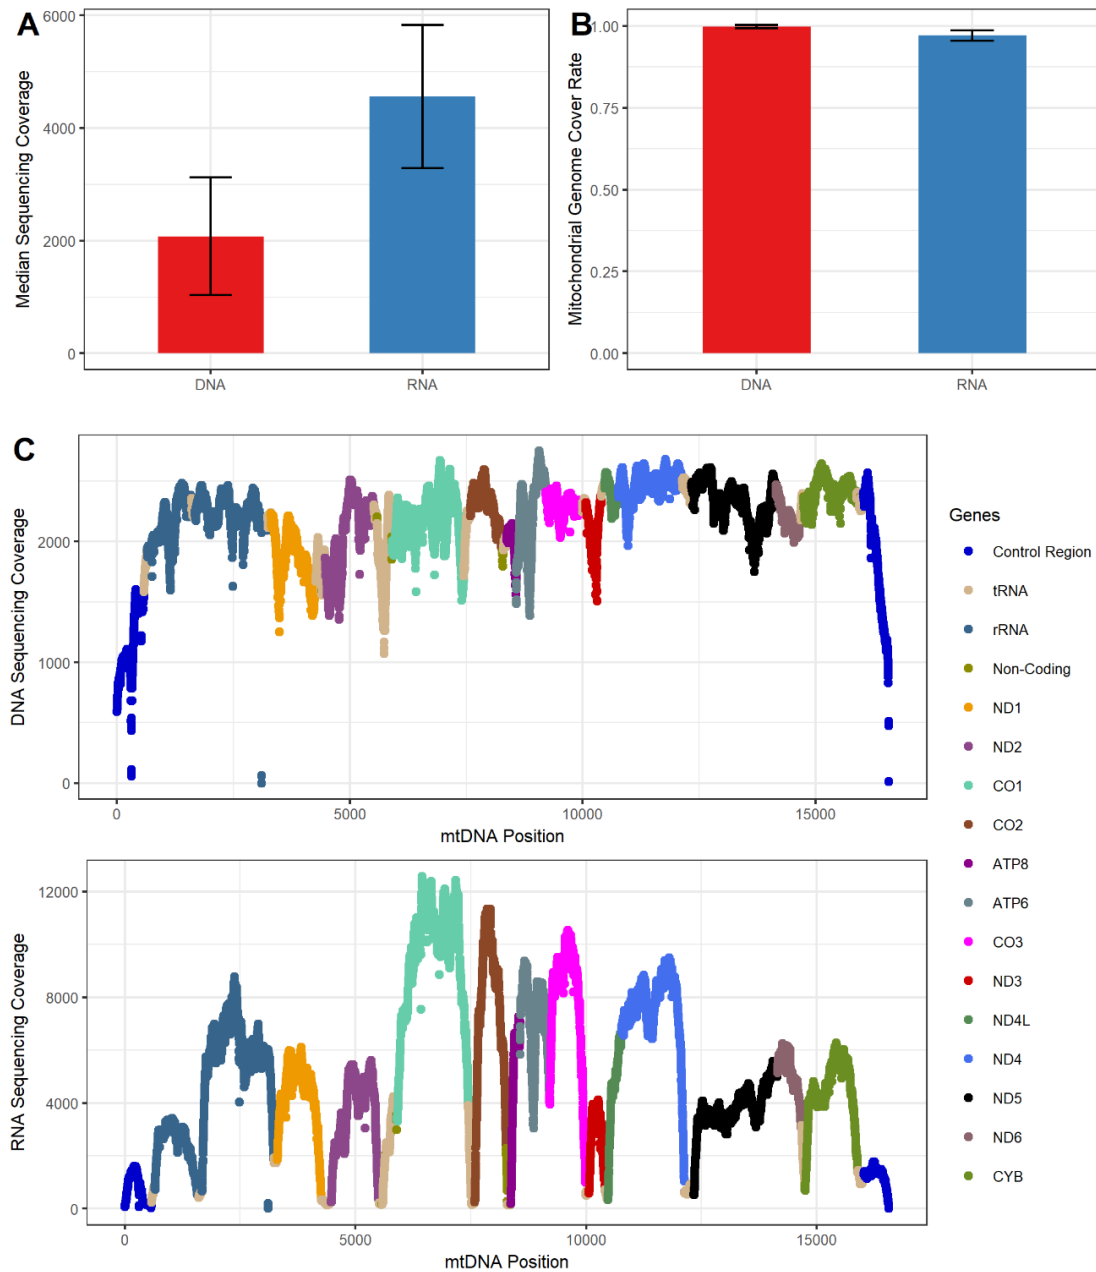 A
Median Sequencing Coverage
6000
4000
2000
0
DNA
RNA
B
Mitochondrial Genome Cover Rate
1.00
0.75
0.50
0.25
0.00
DNA
RNA
C
DNA Sequencing Coverage
2000
1000
0
0
5000
10000
15000
mtDNA Position
RNA Sequencing Coverage
12000
8000
4000
0
0
5000
10000
15000
mtDNA Position
Genes
Control Region
tRNA
rRNA
Non-Coding
ND1
ND2
CO1
CO2
ATP8
ATP6
CO3
ND3
ND4L
ND4
ND5
ND6
CYB